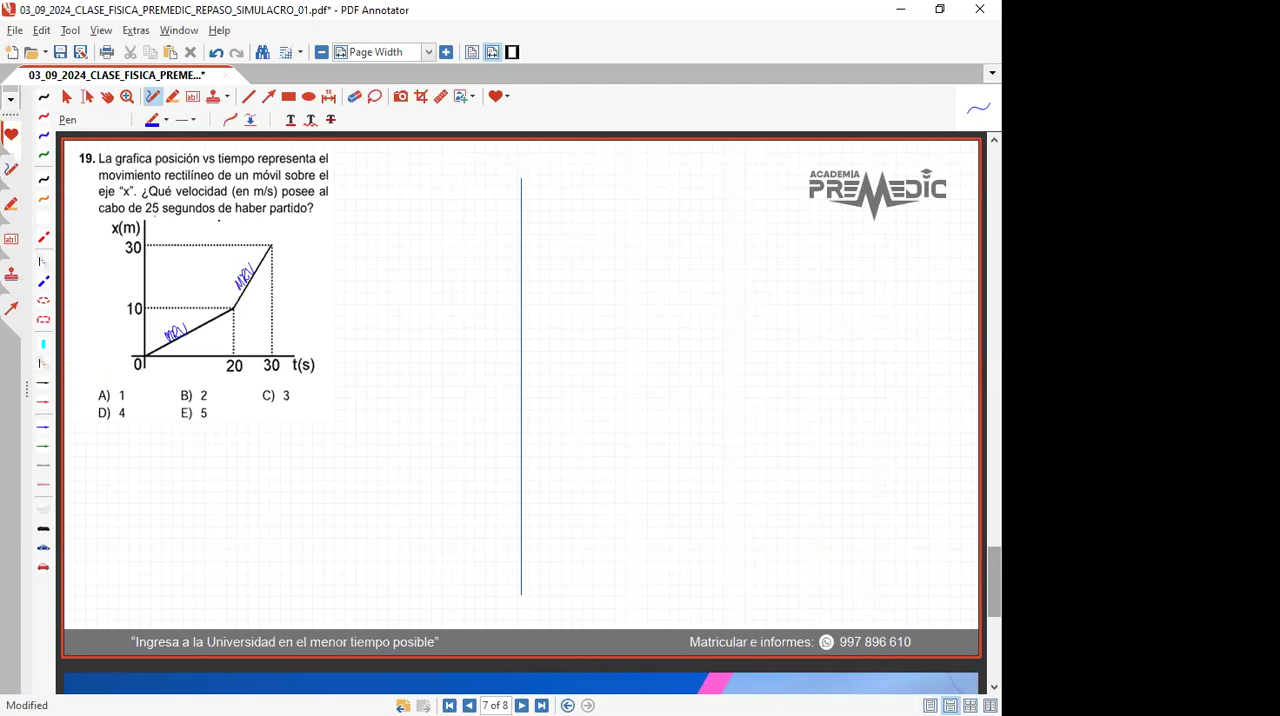 03_09_2024_CLASE_FISICA_PREMEDIC_REPASO_SIMULACRO_01.pdf* - PDF Annotator
File Edit Tool View Extras Window Help
Page Width
03_09_2024_CLASE_FISICA_PREME...*
Pen
19. La grafica posición vs tiempo representa el
movimiento rectilíneo de un móvil sobre el
eje “x”. ¿Qué velocidad (en m/s) posee al
cabo de 25 segundos de haber partido?
x(m)
30
MRU
10
MRU
0 20 30 t(s)
A) 1 B) 2 C) 3
D) 4 E) 5
ACADEMIA
PREMEDIC
“Ingresa a la Universidad en el menor tiempo posible”
Matricular e informes: 997 896 610
Modified
7 of 8